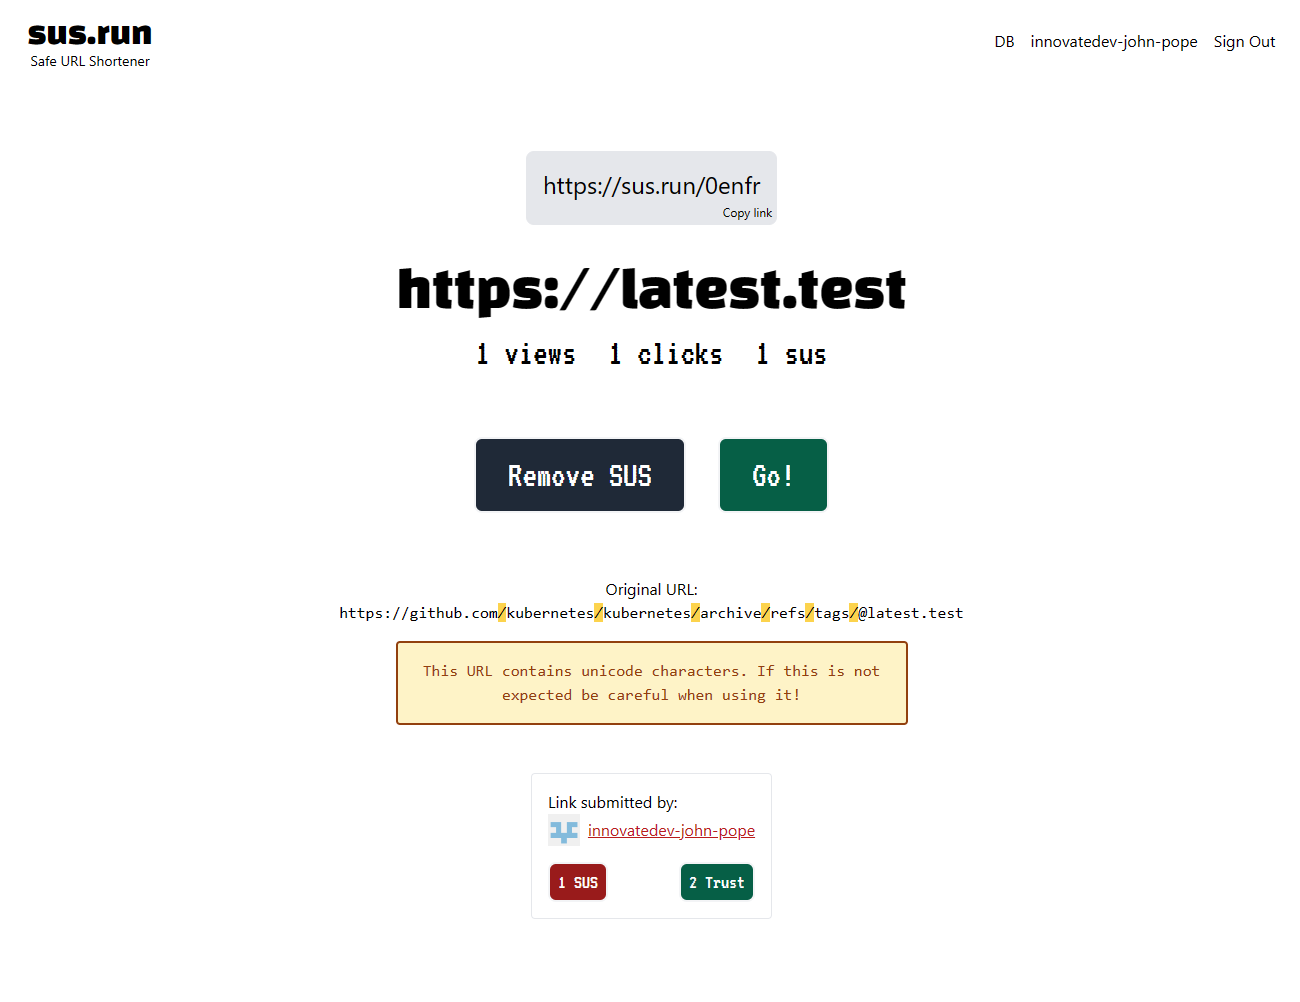 sus.run
Safe URL Shortener
DB innovatedev-john-pope Sign Out
https://sus.run/0enfr
Copy link
https://latest.test
1 views 1 clicks 1 sus
Remove SUS Go!
Original URL:
https://github.com∕kubernetes∕kubernetes∕archive∕refs∕tags∕@latest.test
This URL contains unicode characters. If this is not
expected be careful when using it!
Link submitted by:
innovatedev-john-pope
1 SUS 2 Trust